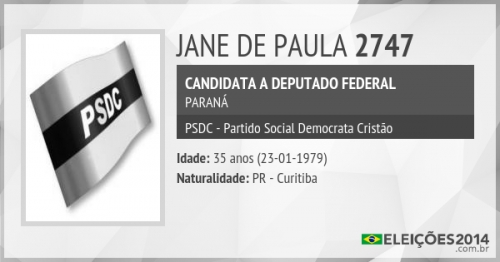 JANE DE PAULA 2747
CANDIDATA A DEPUTADO FEDERAL
PARANÁ
PSDC - Partido Social Democrata Cristão
PSDC
Idade: 35 anos (23-01-1979)
Naturalidade: PR - Curitiba
ELEIÇÕES2014
.com.br